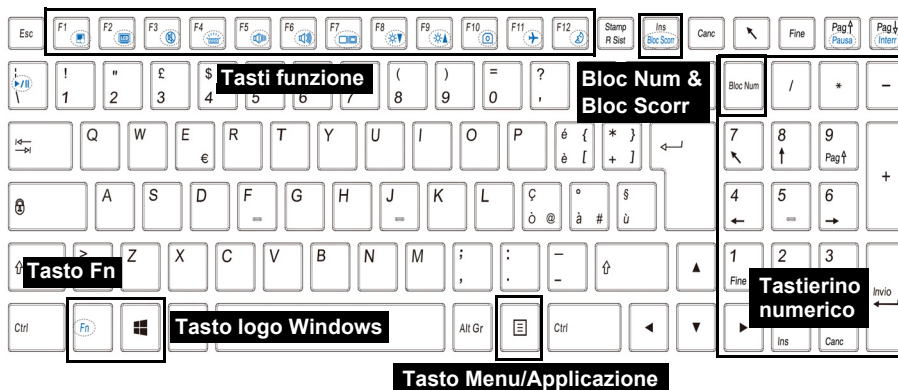 Esc F1 F2 F3 F4 F5 F6 F7 F8 F9 F10 F11 F12 Stamp R Sist Ins Bloc Scorr Canc Fine Pag Pausa Pag Interr
Tasti funzione
Bloc Num &
Bloc Scorr
\ ! 1 " 2 £ 3 $ 4 5 6 7 ( 8 ) 9 = 0 ? ' Bloc Num / * -
Q W E € R T Y U I O P é { è [ * } + ] 7 8 9 Pag +
A S D F G H J K L ç ò @ ° à # § ù 4 5 6
> Z X C V B N M ; , : . _ - 1 Fine 2 3
Tasto Fn
Tastierino
numerico
Invio
Ctrl Fn Alt Gr Ctrl Ins Canc
Tasto logo Windows
Tasto Menu/Applicazione